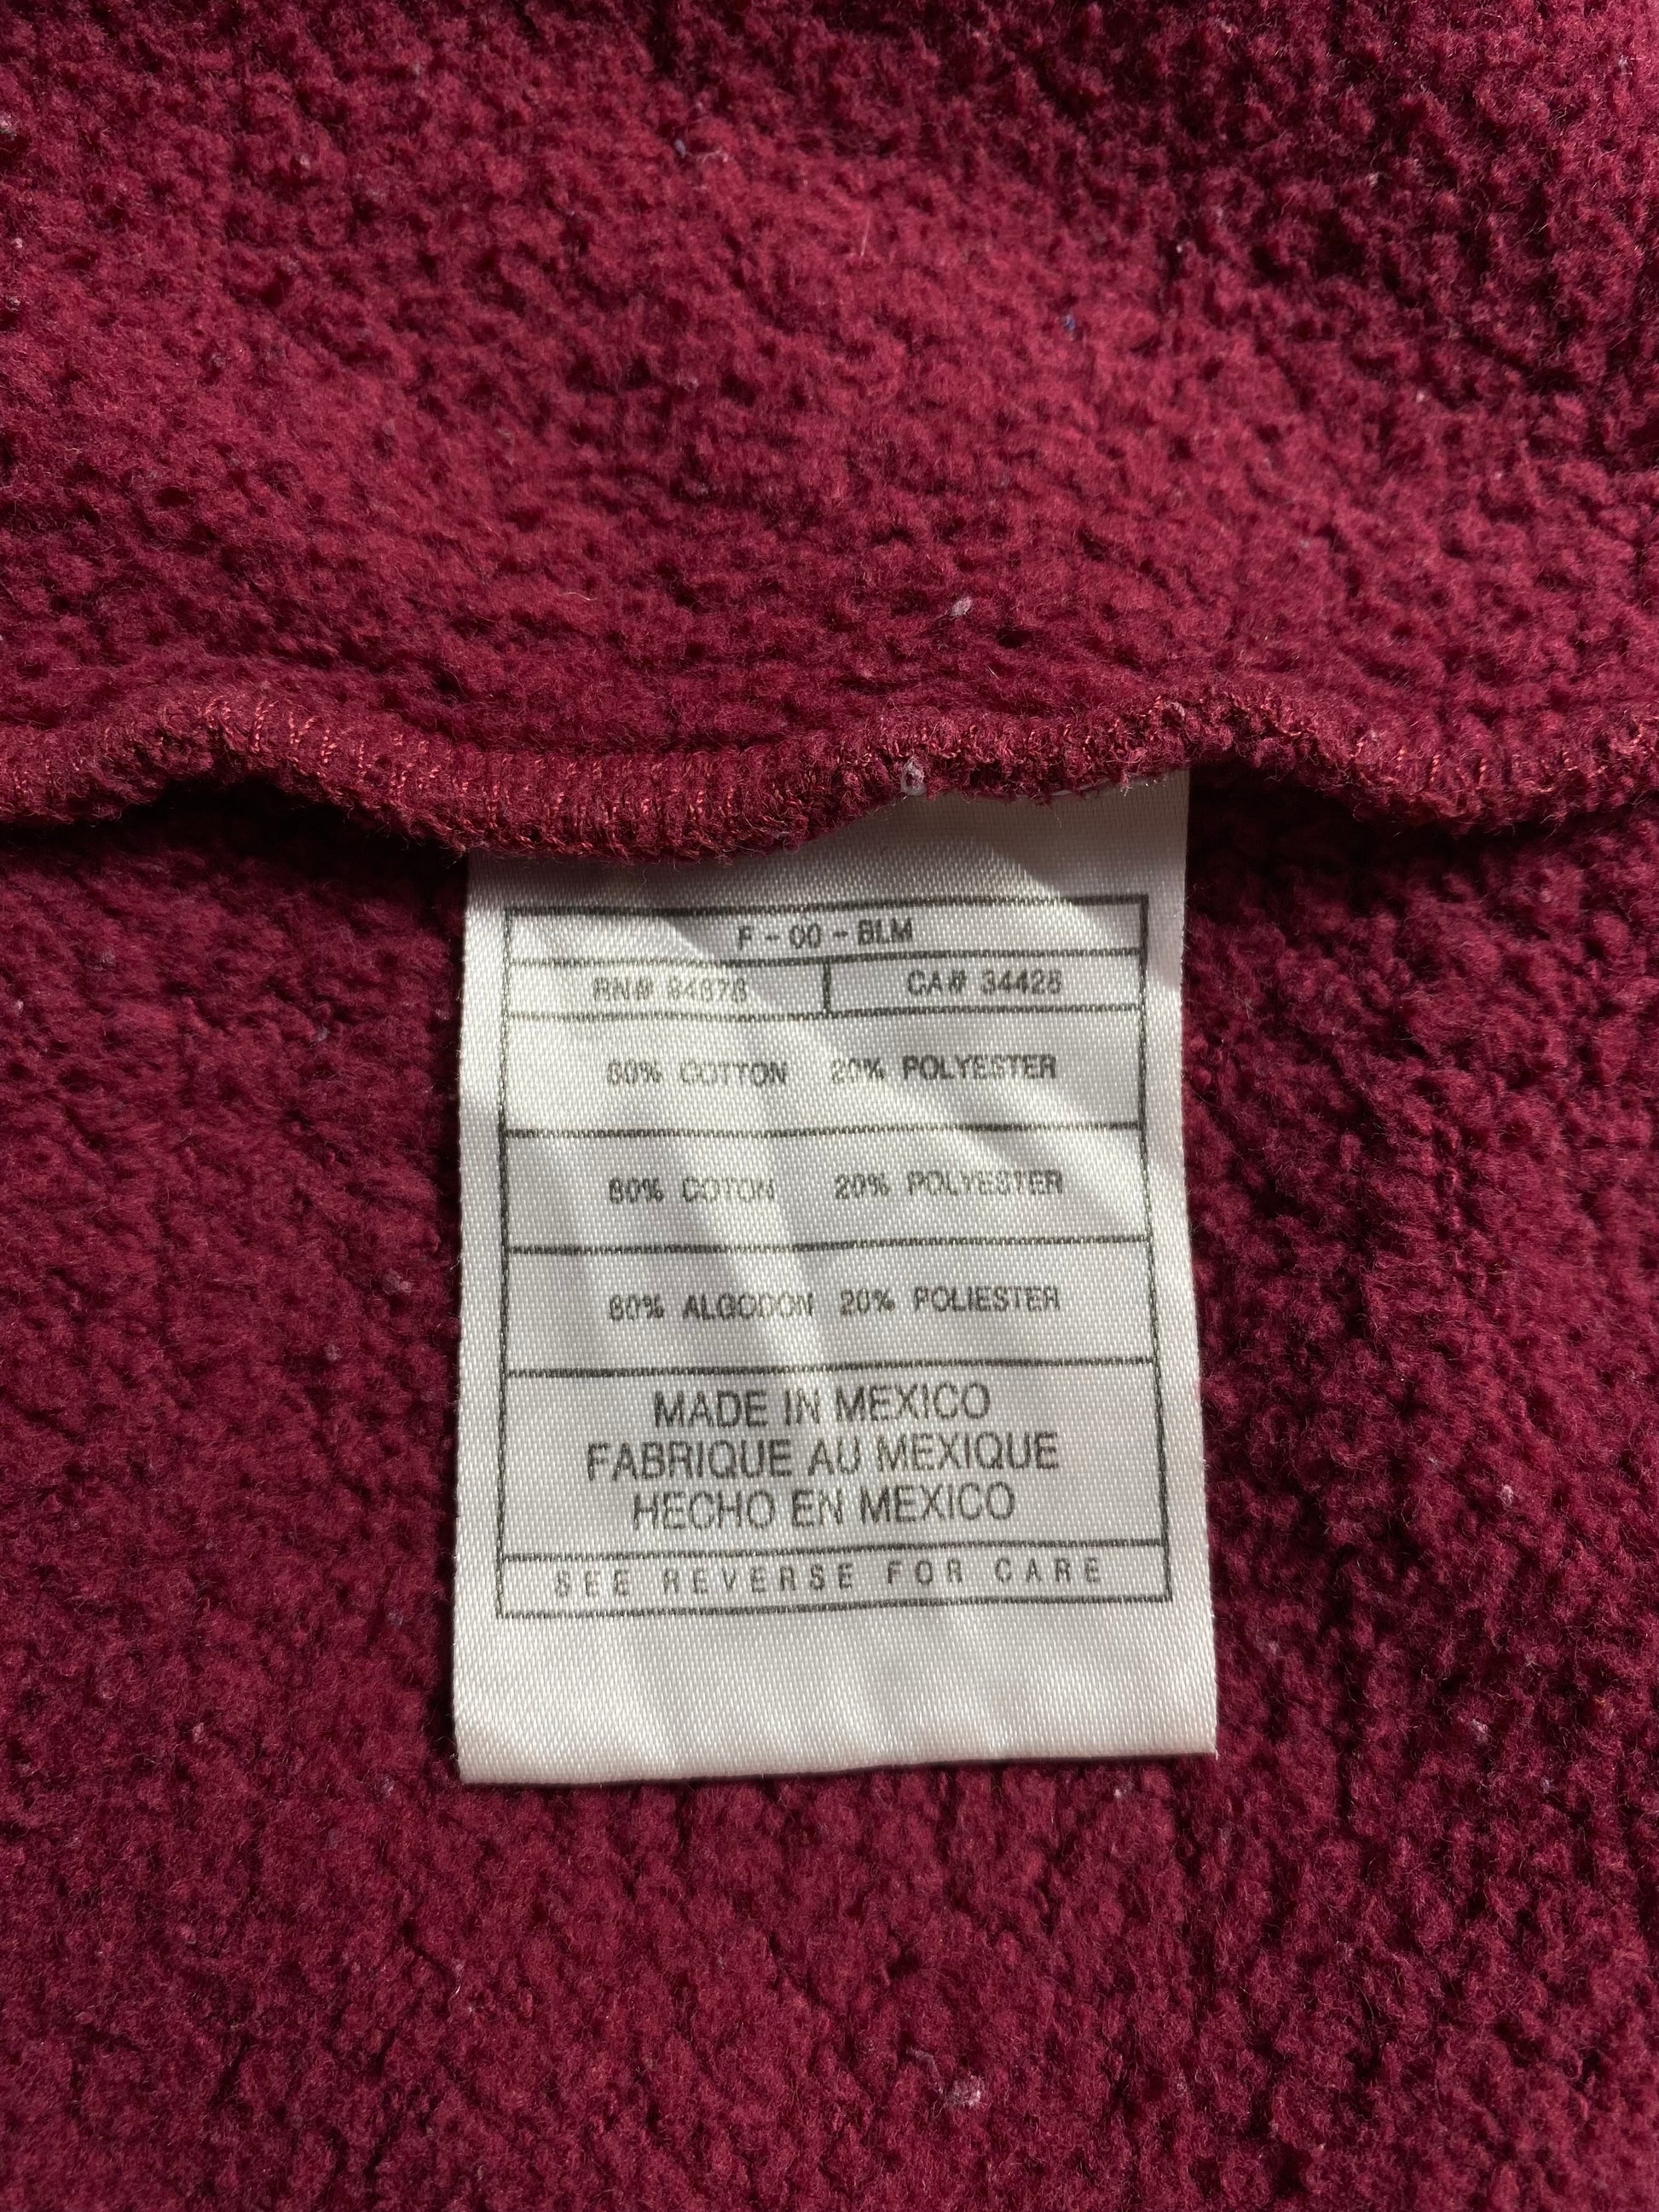 F - 00 - BLM
RN# 94878 CA# 34428
80% COTTON 20% POLYESTER
80% COTON 20% POLYESTER
80% ALGODON 20% POLIESTER
MADE IN MEXICO
FABRIQUE AU MEXIQUE
HECHO EN MEXICO
SEE REVERSE FOR CARE